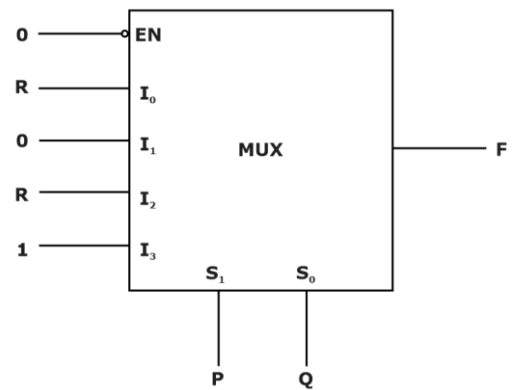 0 EN
R I₀
0 I₁
MUX F
R I₂
1 I₃
S₁ S₀
P Q